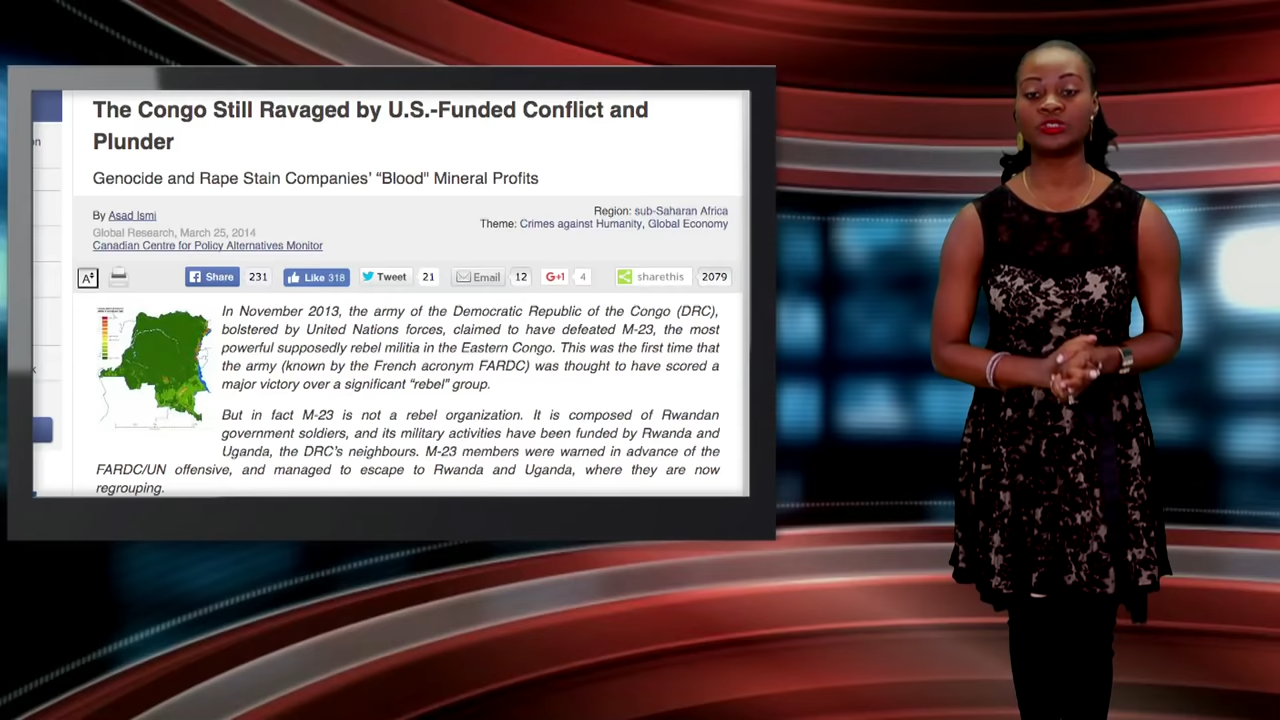 The Congo Still Ravaged by U.S.-Funded Conflict and
Plunder
Genocide and Rape Stain Companies' "Blood" Mineral Profits
By Asad Ismi
Region: sub-Saharan Africa
Global Research, March 25, 2014
Theme: Crimes against Humanity, Global Economy
Canadian Centre for Policy Alternatives Monitor
A Share 231 Like 318 Tweet 21 Email 12 G+1 4 sharethis 2079
In November 2013, the army of the Democratic Republic of the Congo (DRC),
bolstered by United Nations forces, claimed to have defeated M-23, the most
powerful supposedly rebel militia in the Eastern Congo. This was the first time that
the army (known by the French acronym FARDC) was thought to have scored a
major victory over a significant "rebel" group.
But in fact M-23 is not a rebel organization. It is composed of Rwandan
government soldiers, and its military activities have been funded by Rwanda and
Uganda, the DRC's neighbours. M-23 members were warned in advance of the
FARDC/UN offensive, and managed to escape to Rwanda and Uganda, where they are now
regrouping.